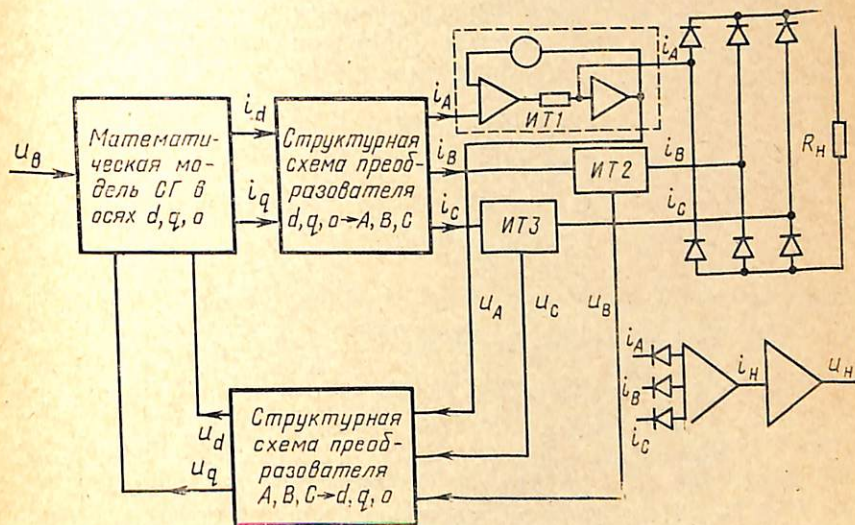 u_в
Математи-
ческая мо-
дель СГ в
осях d, q, o
i_d
i_q
Структурная
схема преоб-
разователя
d, q, o→A, B, C
i_A
i_B
i_C
ИТ1
ИТ2
ИТ3
i_A
i_B
i_C
R_н
u_A
u_C
u_B
u_d
u_q
Структурная
схема преоб-
разователя
A, B, C→d, q, o
i_A
i_B
i_C
i_н
u_н